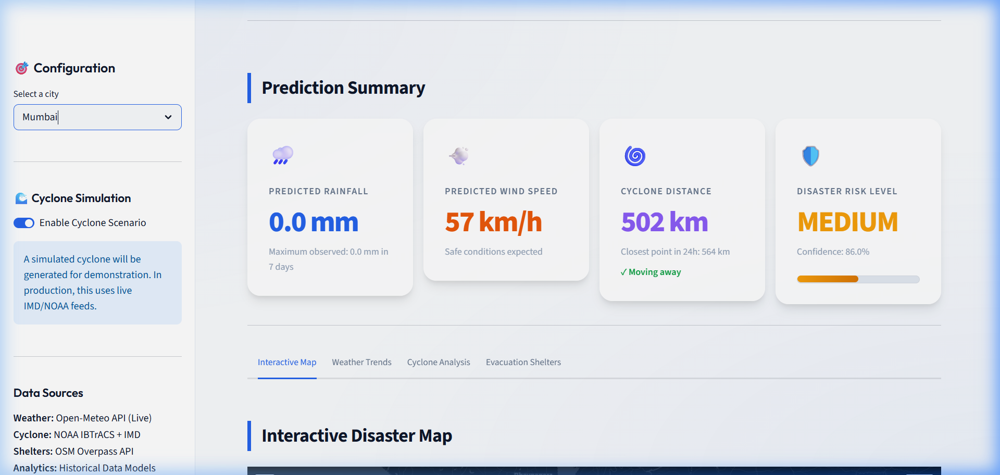 Configuration
Select a city
Mumbai
Cyclone Simulation
Enable Cyclone Scenario
A simulated cyclone will be
generated for demonstration. In
production, this uses live
IMD/NOAA feeds.
Data Sources
Weather: Open-Meteo API (Live)
Cyclone: NOAA IBTrACS + IMD
Shelters: OSM Overpass API
Analytics: Historical Data Models
Prediction Summary
PREDICTED RAINFALL
0.0 mm
Maximum observed: 0.0 mm in
7 days
PREDICTED WIND SPEED
57 km/h
Safe conditions expected
CYCLONE DISTANCE
502 km
Closest point in 24h: 564 km
✓ Moving away
DISASTER RISK LEVEL
MEDIUM
Confidence: 86.0%
Interactive Map Weather Trends Cyclone Analysis Evacuation Shelters
Interactive Disaster Map